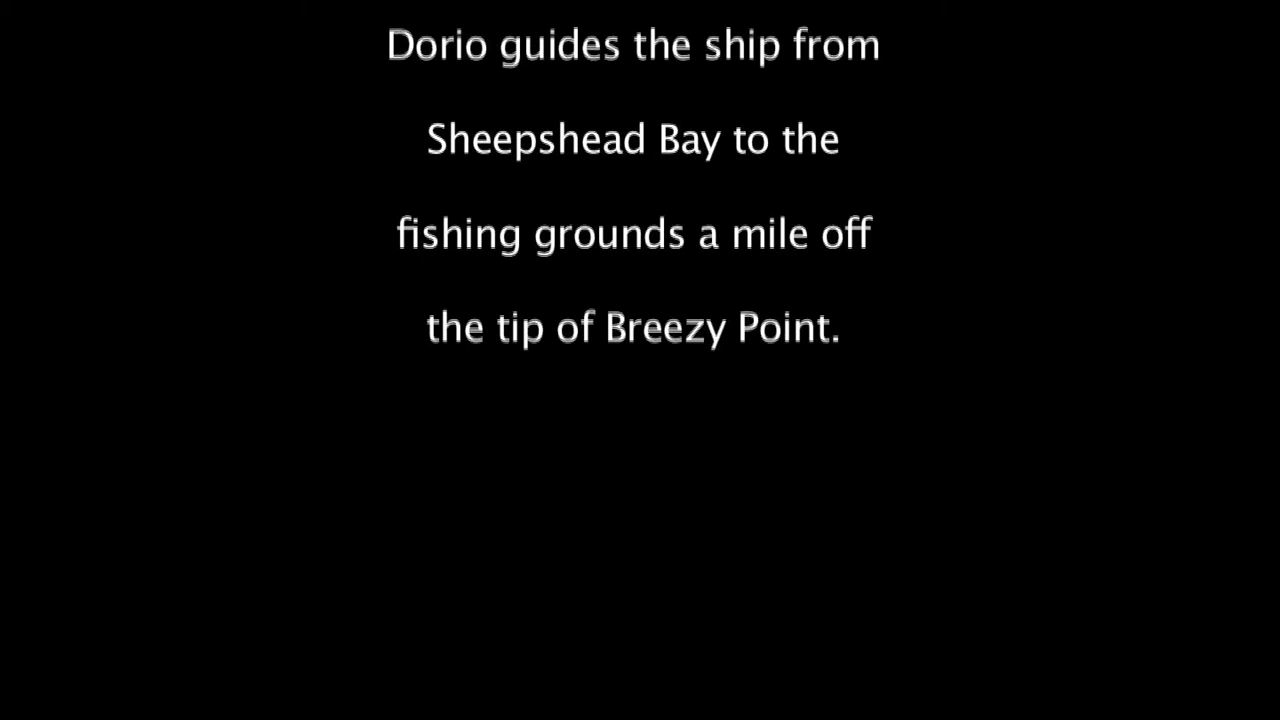 Dorio guides the ship from
Sheepshead Bay to the
fishing grounds a mile off
the tip of Breezy Point.